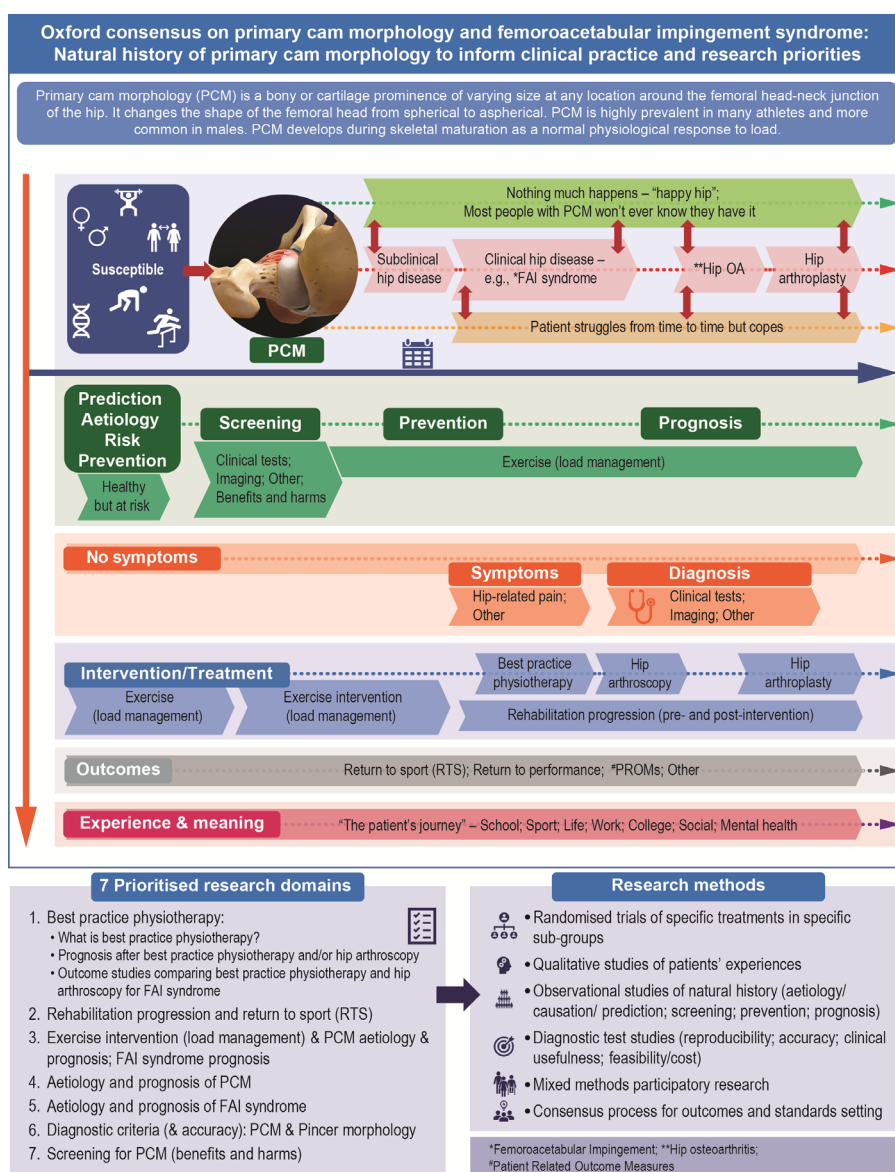 Oxford consensus on primary cam morphology and femoroacetabular impingement syndrome:
Natural history of primary cam morphology to inform clinical practice and research priorities
Primary cam morphology (PCM) is a bony or cartilage prominence of varying size at any location around the femoral head-neck junction
of the hip. It changes the shape of the femoral head from spherical to aspherical. PCM is highly prevalent in many athletes and more
common in males. PCM develops during skeletal maturation as a normal physiological response to load.
Susceptible
PCM
Nothing much happens – “happy hip”;
Most people with PCM won’t ever know they have it
Subclinical
hip disease
Clinical hip disease –
e.g., *FAI syndrome
**Hip OA
Hip
arthroplasty
Patient struggles from time to time but copes
Prediction
Aetiology
Risk
Prevention
Healthy
but at risk
Screening
Clinical tests;
Imaging; Other;
Benefits and harms
Prevention
Prognosis
Exercise (load management)
No symptoms
Symptoms
Hip-related pain;
Other
Diagnosis
Clinical tests;
Imaging; Other
Intervention/Treatment
Exercise
(load management)
Exercise intervention
(load management)
Best practice
physiotherapy
Hip
arthroscopy
Hip
arthroplasty
Rehabilitation progression (pre- and post-intervention)
Outcomes
Return to sport (RTS); Return to performance; #PROMs; Other
Experience & meaning
“The patient’s journey” – School; Sport; Life; Work; College; Social; Mental health
7 Prioritised research domains
1. Best practice physiotherapy:
• What is best practice physiotherapy?
• Prognosis after best practice physiotherapy and/or hip arthroscopy
• Outcome studies comparing best practice physiotherapy and hip
arthroscopy for FAI syndrome
2. Rehabilitation progression and return to sport (RTS)
3. Exercise intervention (load management) & PCM aetiology &
prognosis; FAI syndrome prognosis
4. Aetiology and prognosis of PCM
5. Aetiology and prognosis of FAI syndrome
6. Diagnostic criteria (& accuracy): PCM & Pincer morphology
7. Screening for PCM (benefits and harms)
Research methods
• Randomised trials of specific treatments in specific
sub-groups
• Qualitative studies of patients’ experiences
• Observational studies of natural history (aetiology/
causation/ prediction; screening; prevention; prognosis)
• Diagnostic test studies (reproducibility; accuracy; clinical
usefulness; feasibility/cost)
• Mixed methods participatory research
• Consensus process for outcomes and standards setting
*Femoroacetabular Impingement; **Hip osteoarthritis;
#Patient Related Outcome Measures